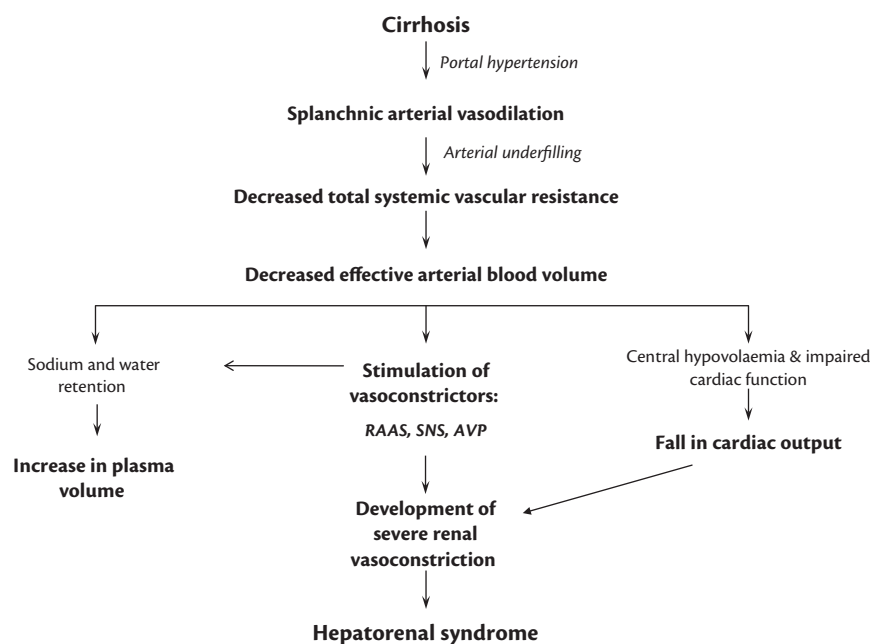 Cirrhosis
Portal hypertension
Splanchnic arterial vasodilation
Arterial underfilling
Decreased total systemic vascular resistance
Decreased effective arterial blood volume
Sodium and water
retention
Increase in plasma
volume
Stimulation of
vasoconstrictors:
RAAS, SNS, AVP
Central hypovolaemia & impaired
cardiac function
Fall in cardiac output
Development of
severe renal
vasoconstriction
Hepatorenal syndrome